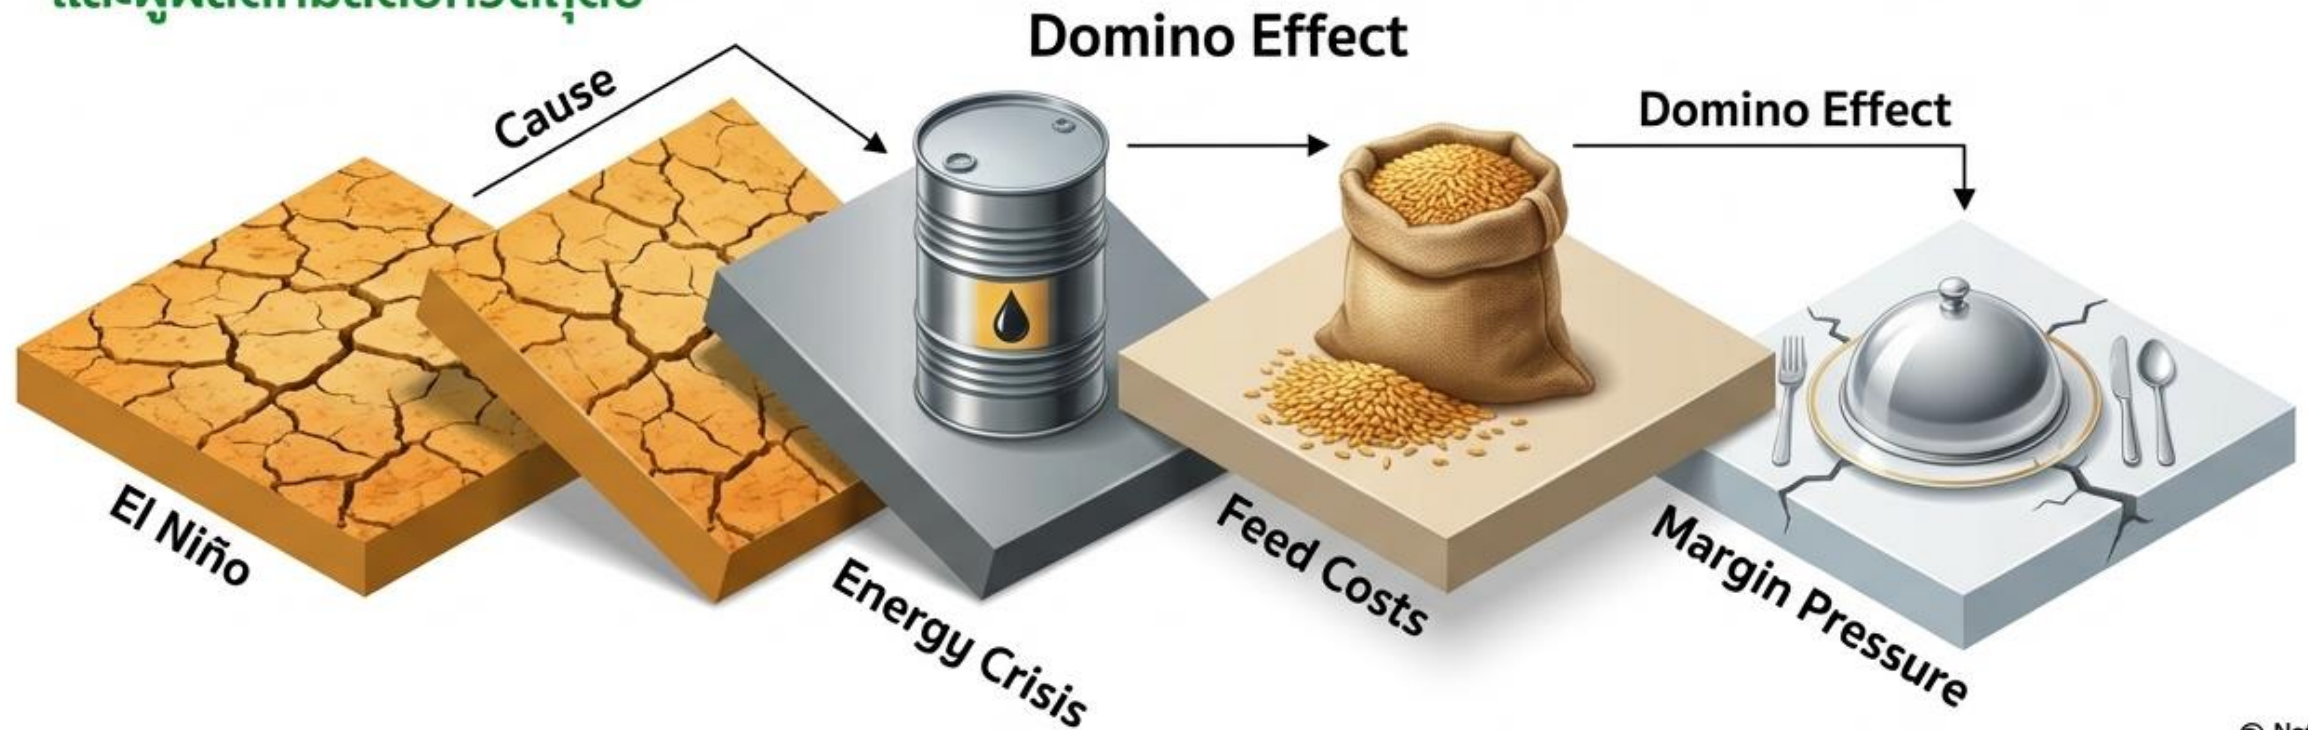 Domino Effect
Cause
Domino Effect
El Niño
Energy Crisis
Feed Costs
Margin Pressure